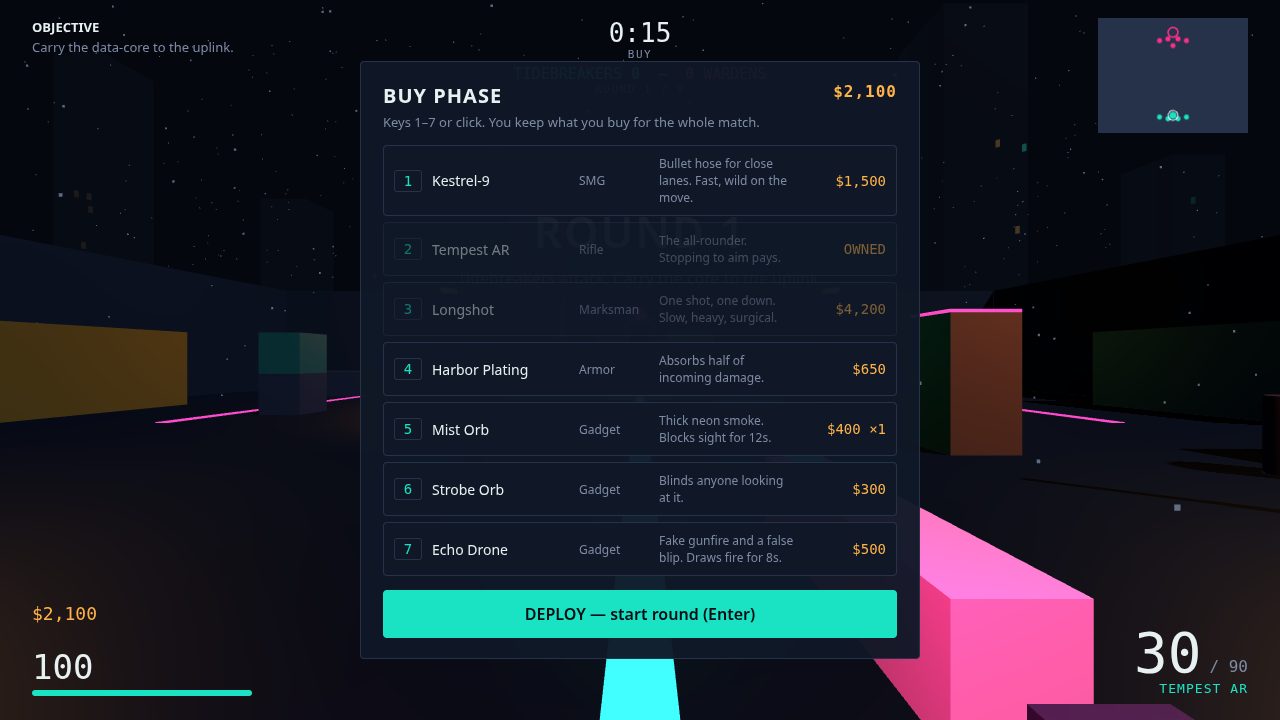 OBJECTIVE
Carry the data-core to the uplink.
0:15
BUY
TIDEBREAKERS 0 — 0 WARDENS
BUY PHASE
$2,100
Keys 1–7 or click. You keep what you buy for the whole match.
1 Kestrel-9 SMG Bullet hose for close lanes. Fast, wild on the move. $1,500
ROUND 1
2 Tempest AR Rifle The all-rounder. Stopping to aim pays. OWNED
3 Longshot Marksman One shot, one down. Slow, heavy, surgical. $4,200
4 Harbor Plating Armor Absorbs half of incoming damage. $650
5 Mist Orb Gadget Thick neon smoke. Blocks sight for 12s. $400 ×1
6 Strobe Orb Gadget Blinds anyone looking at it. $300
7 Echo Drone Gadget Fake gunfire and a false blip. Draws fire for 8s. $500
DEPLOY — start round (Enter)
$2,100
100
30 / 90
TEMPEST AR